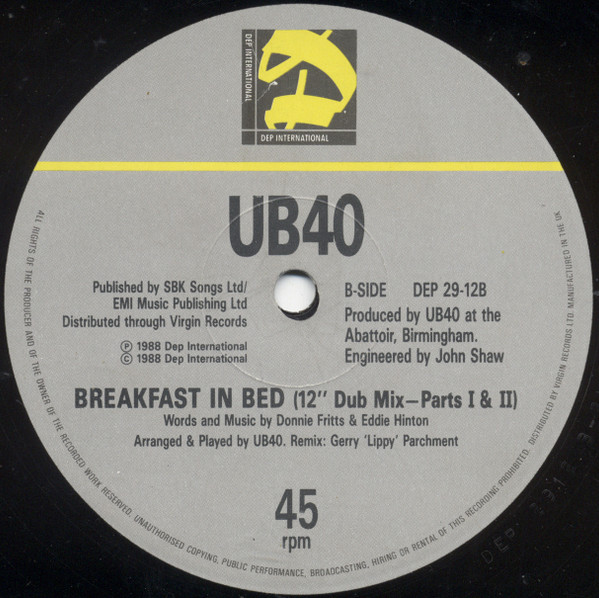 DEP INTERNATIONAL
DEP INTERNATIONAL
UB40
Published by SBK Songs Ltd/
EMI Music Publishing Ltd
Distributed through Virgin Records
Ⓟ 1988 Dep International
© 1988 Dep International
B-SIDE DEP 29-12B
Produced by UB40 at the
Abattoir, Birmingham.
Engineered by John Shaw
BREAKFAST IN BED (12″ Dub Mix—Parts I & II)
Words and Music by Donnie Fritts & Eddie Hinton
Arranged & Played by UB40. Remix: Gerry 'Lippy' Parchment
45
rpm
ALL RIGHTS OF THE PRODUCER AND OF THE OWNER OF THE RECORDED WORK RESERVED. UNAUTHORISED COPYING, PUBLIC PERFORMANCE, BROADCASTING, HIRING OR RENTAL OF THIS RECORDING PROHIBITED. DISTRIBUTED BY VIRGIN RECORDS LTD. MANUFACTURED IN THE UK.